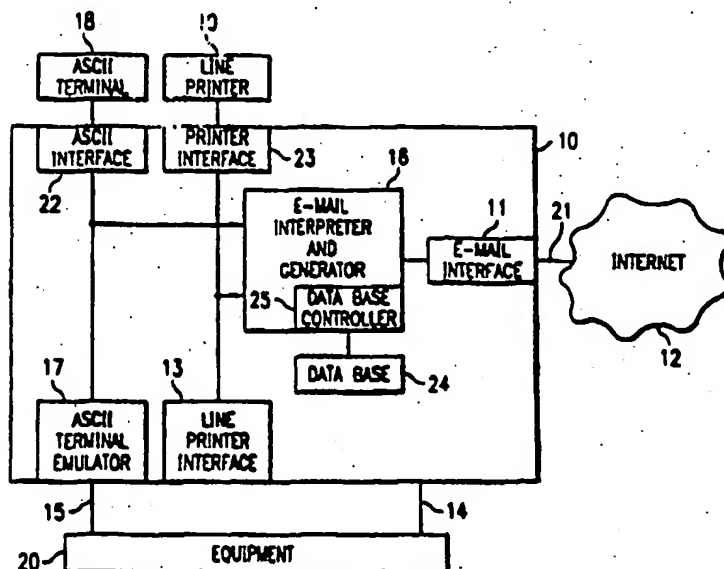 18
10
ASCII
TERMINAL
LINE
PRINTER
ASCII
INTERFACE
PRINTER
INTERFACE
22
23
10
16
E-MAIL
INTERPRETER
AND
GENERATOR
11
E-MAIL
INTERFACE
21
INTERNET
12
25
DATA BASE
CONTROLLER
DATA BASE
24
17
13
ASCII
TERMINAL
EMULATOR
LINE
PRINTER
INTERFACE
15
14
20
EQUIPMENT